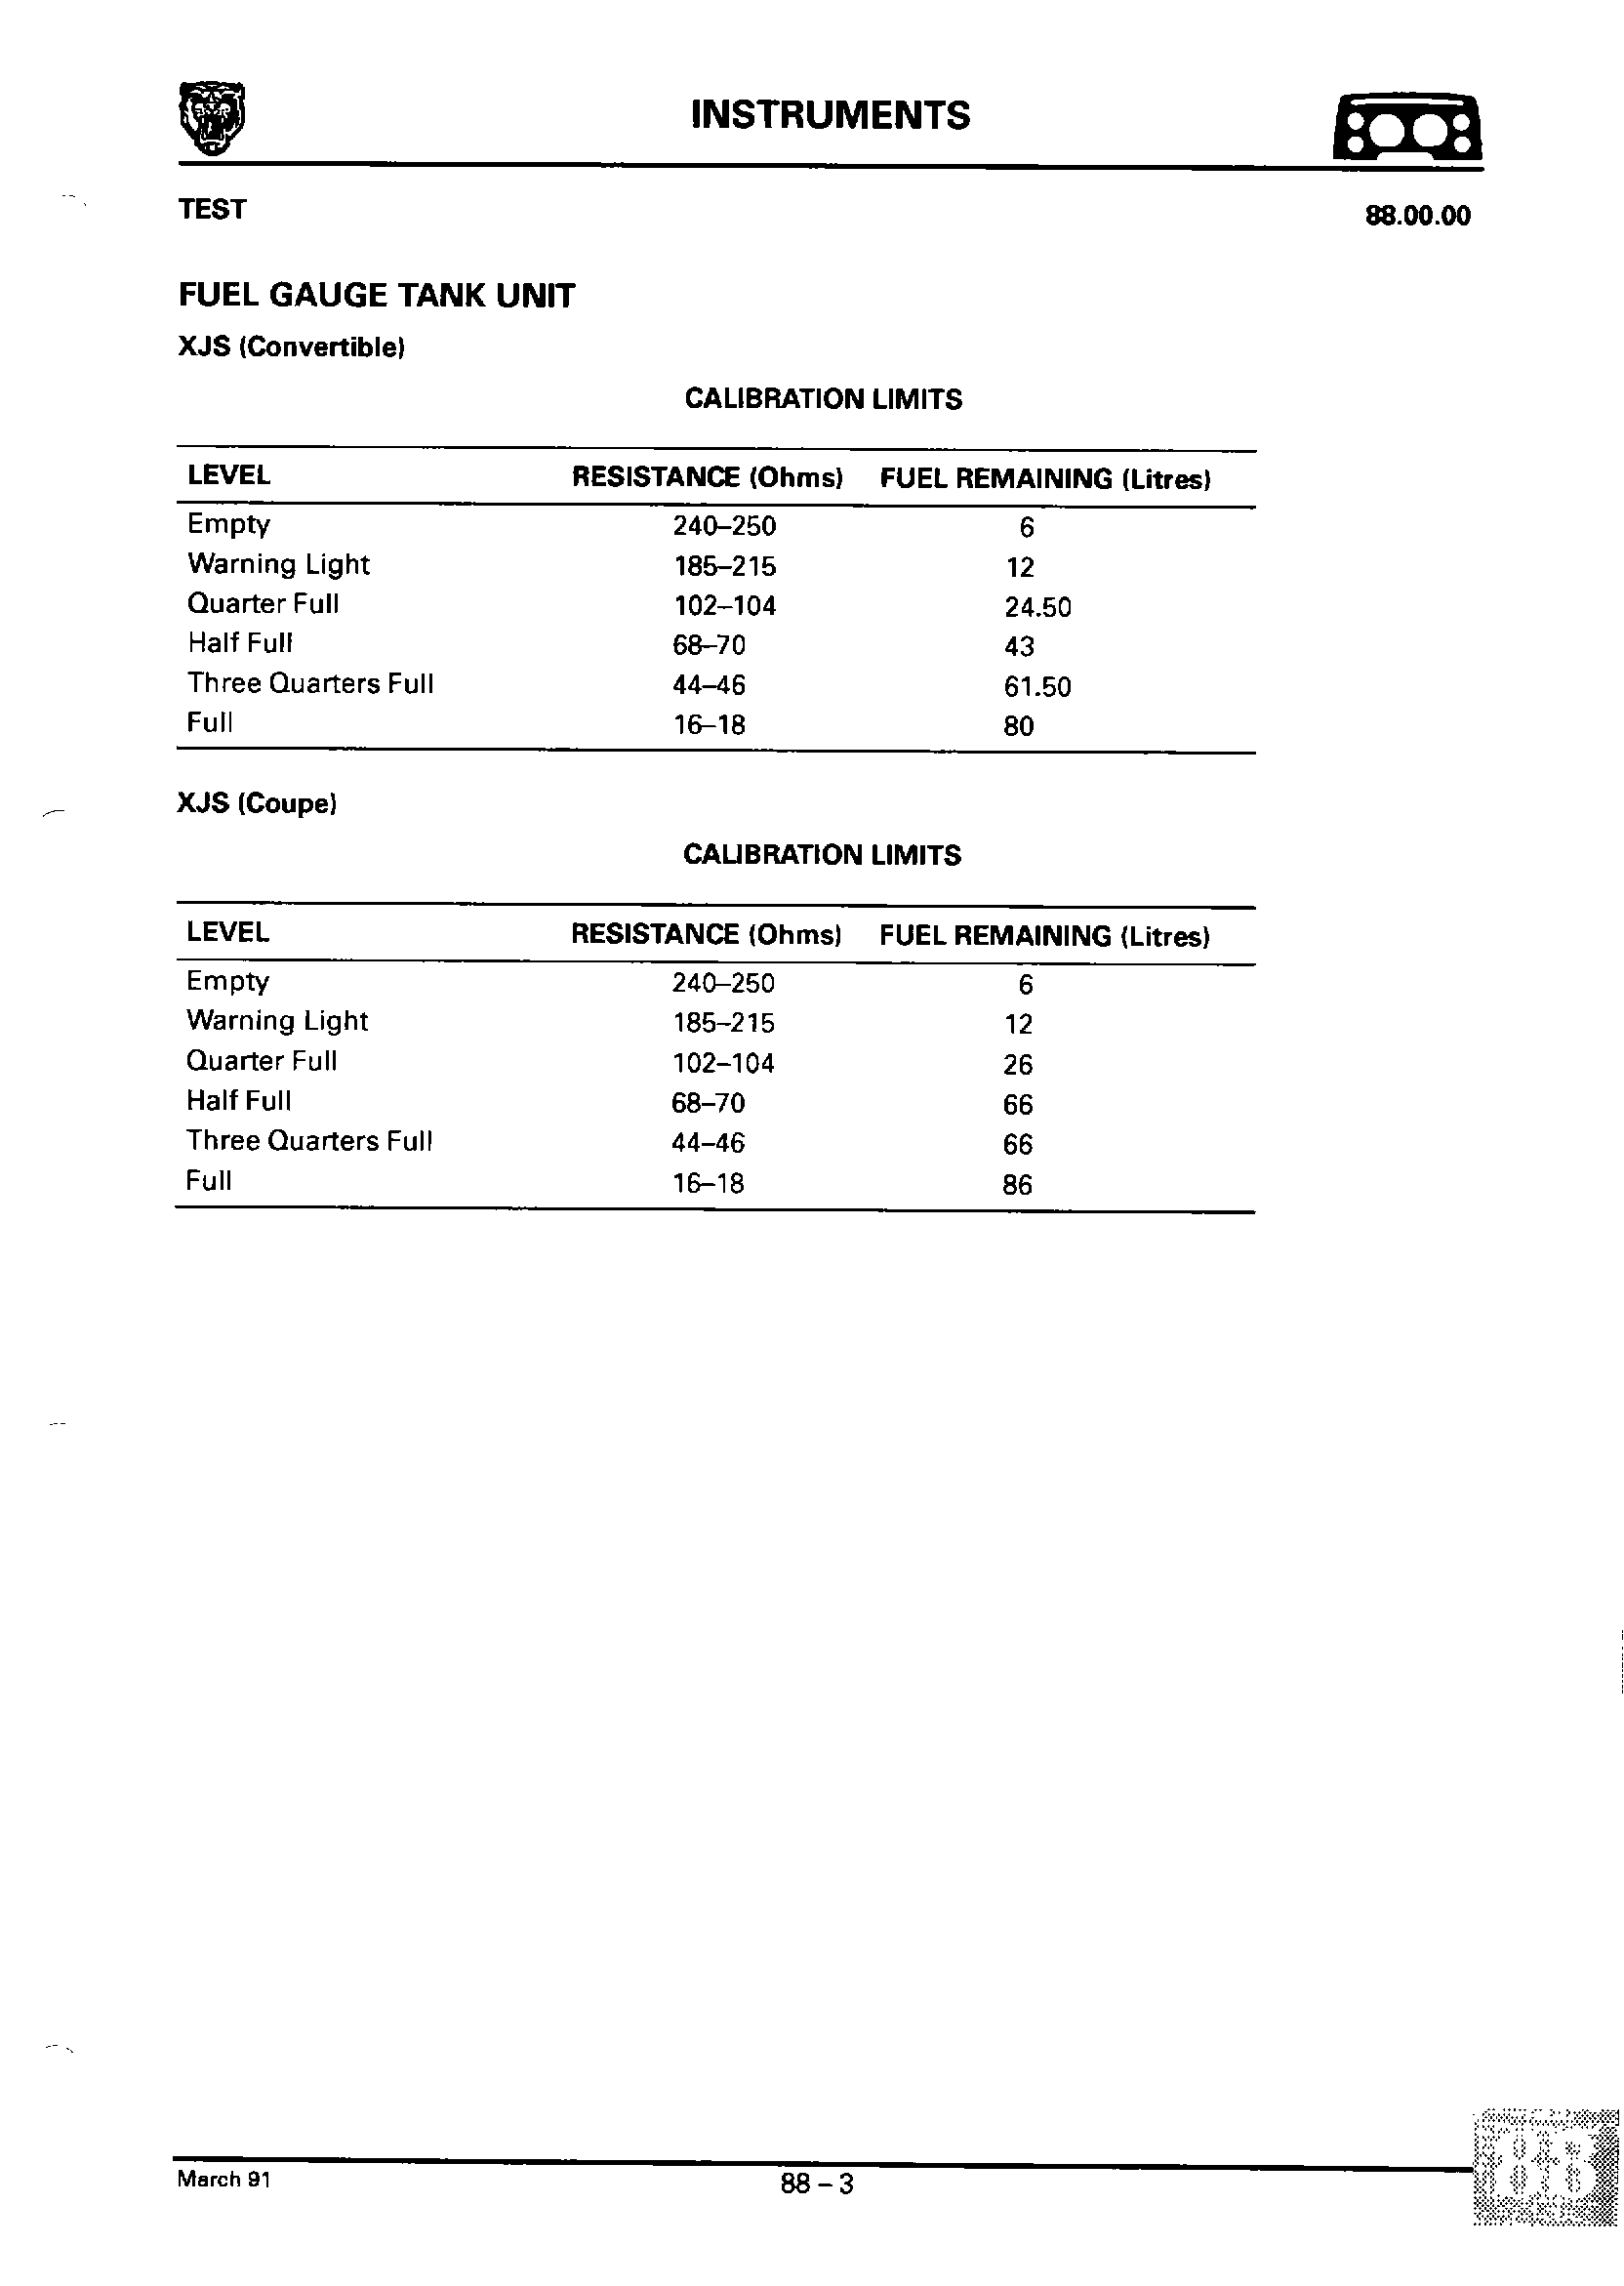 INSTRUMENTS
TEST 88.00.00
FUEL GAUGE TANK UNIT
XJS (Convertible)
CALIBRATION LIMITS
LEVEL RESISTANCE (Ohms) FUEL REMAINING (Litres)
Empty 240–250 6
Warning Light 185–215 12
Quarter Full 102–104 24.50
Half Full 68–70 43
Three Quarters Full 44–46 61.50
Full 16–18 80
XJS (Coupe)
CALIBRATION LIMITS
LEVEL RESISTANCE (Ohms) FUEL REMAINING (Litres)
Empty 240–250 6
Warning Light 185–215 12
Quarter Full 102–104 26
Half Full 68–70 66
Three Quarters Full 44–46 66
Full 16–18 86
March 91 88 – 3
88